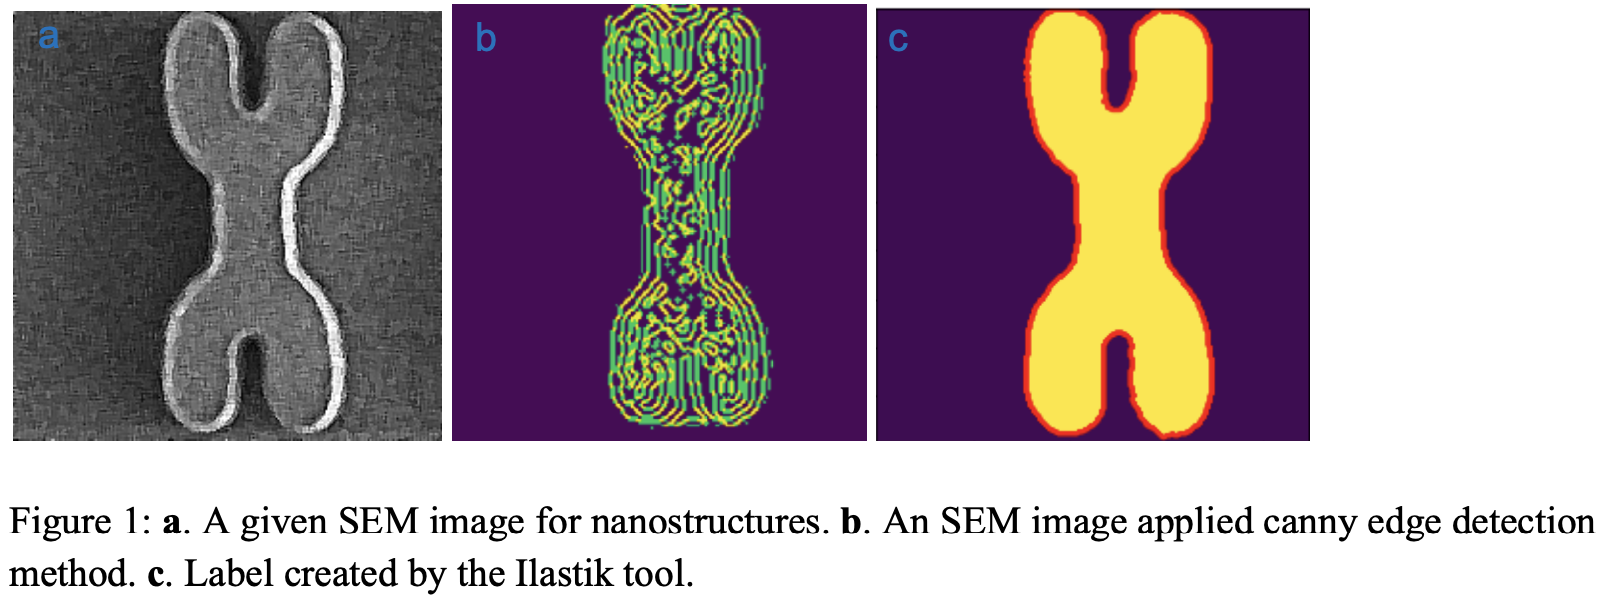 a
b
c
Figure 1: a. A given SEM image for nanostructures. b. An SEM image applied canny edge detection
method. c. Label created by the Ilastik tool.